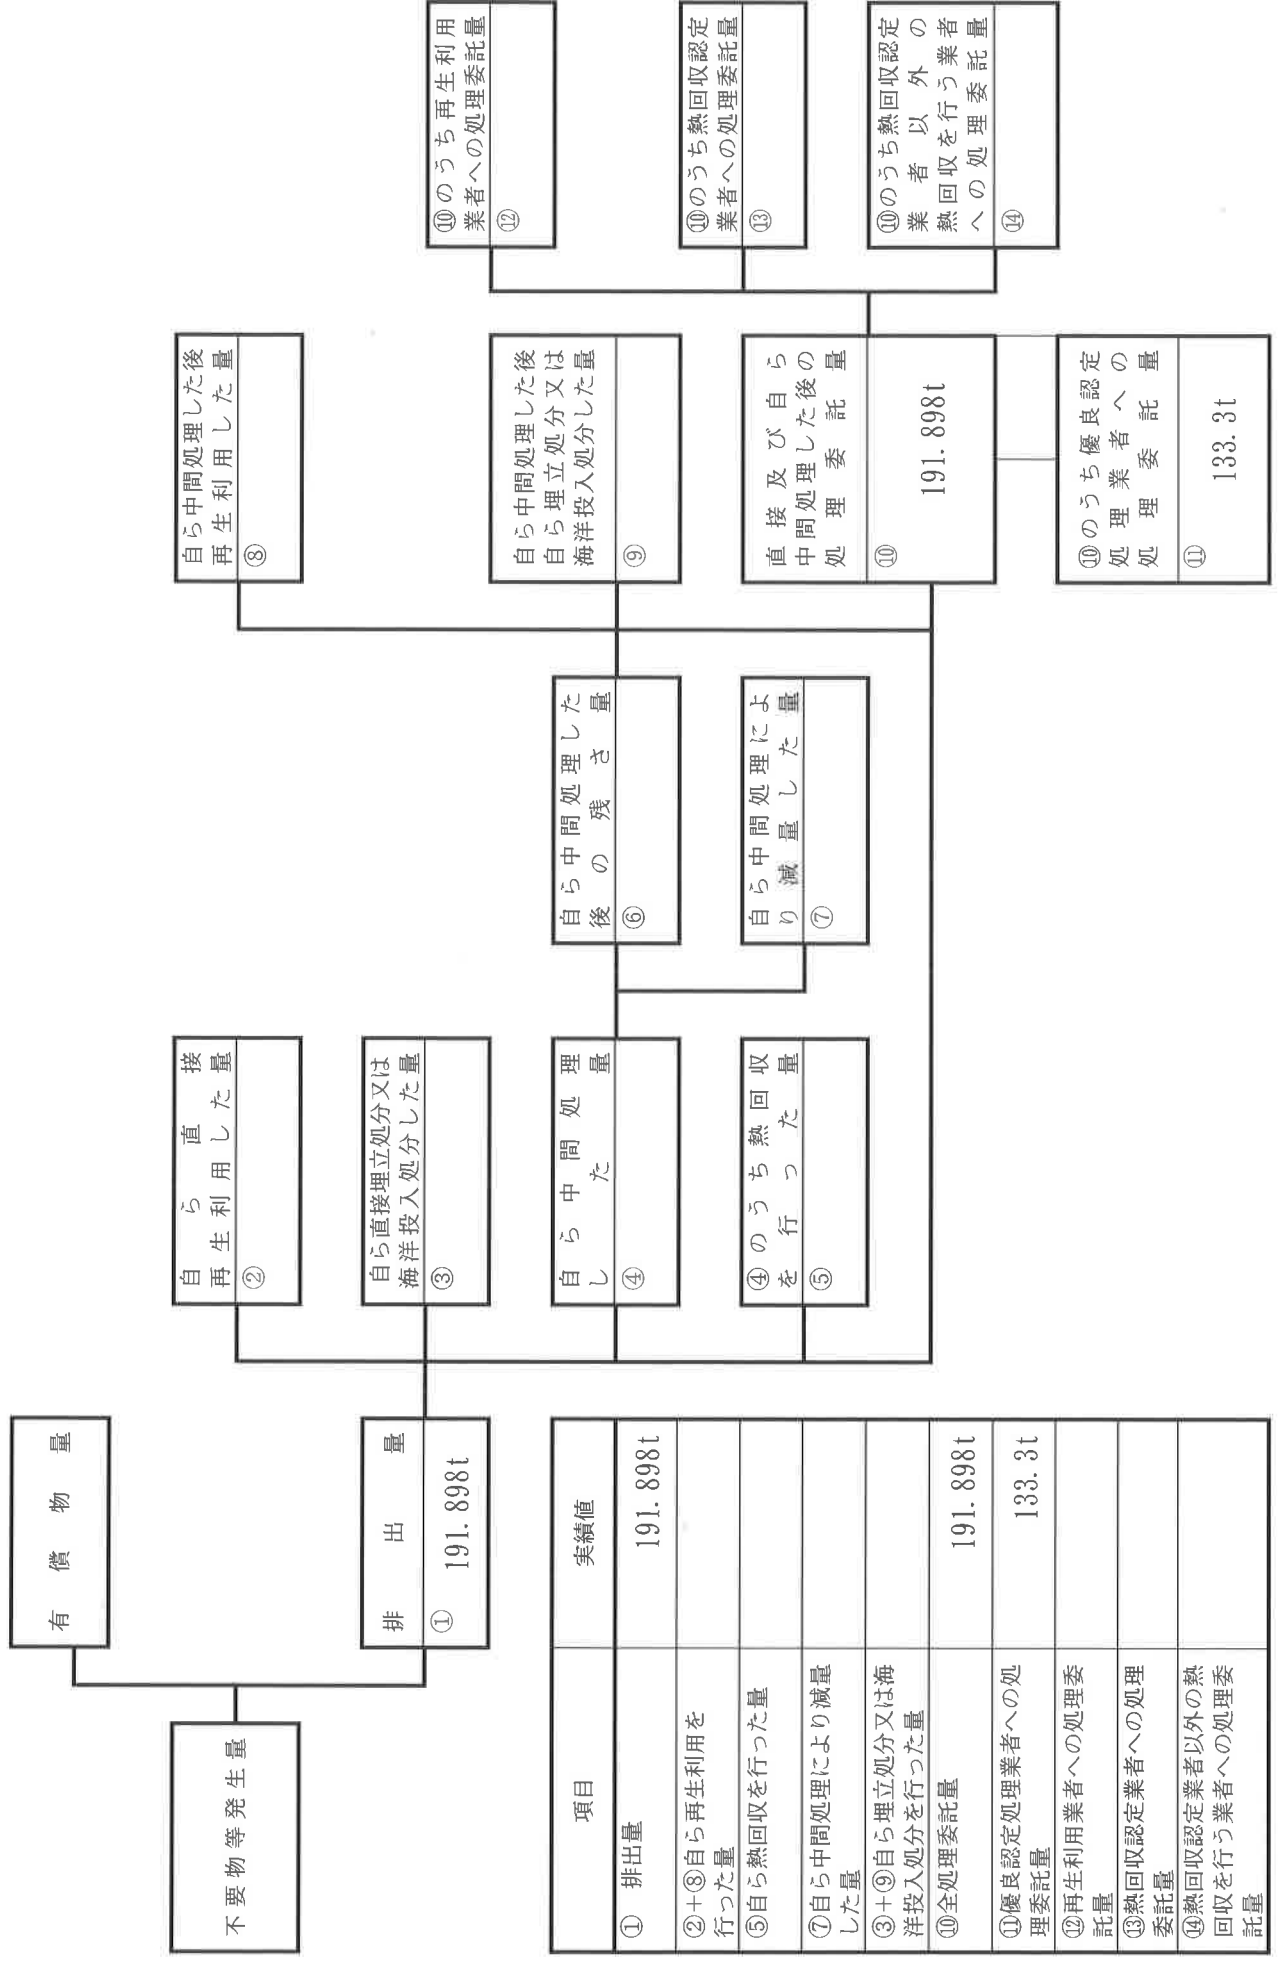 不要物等発生量
有償物量
排出量
① 191.898t
自ら直接
再生利用した量
②
自ら直接埋立処分又は
海洋投入処分した量
③
自ら中間処理
した量
④
④のうち熱回収
を行った量
⑤
自ら中間処理した
後の残さ量
⑥
自ら中間処理によ
り減量した量
⑦
自ら中間処理した後
再生利用した量
⑧
自ら中間処理した後
自ら埋立処分又は
海洋投入処分した量
⑨
直接及び自ら
中間処理した後の
処理委託量
⑩ 191.898t
⑩のうち優良認定
処理業者への
処理委託量
⑪ 133.3t
⑩のうち再生利用
業者への処理委託量
⑫
⑩のうち熱回収認定
業者への処理委託量
⑬
⑩のうち熱回収認定
業者以外の
熱回収を行う業者
への処理委託量
⑭
項目 実績値
① 排出量 191.898t
②+⑧自ら再生利用を
行った量
⑤自ら熱回収を行った量
⑦自ら中間処理により減量
した量
③+⑨自ら埋立処分又は海
洋投入処分を行った量
⑩全処理委託量 191.898t
⑪優良認定処理業者への処
理委託量 133.3t
⑫再生利用業者への処理委
託量
⑬熱回収認定業者への処理
委託量
⑭熱回収認定業者以外の熱
回収を行う業者への処理委
託量